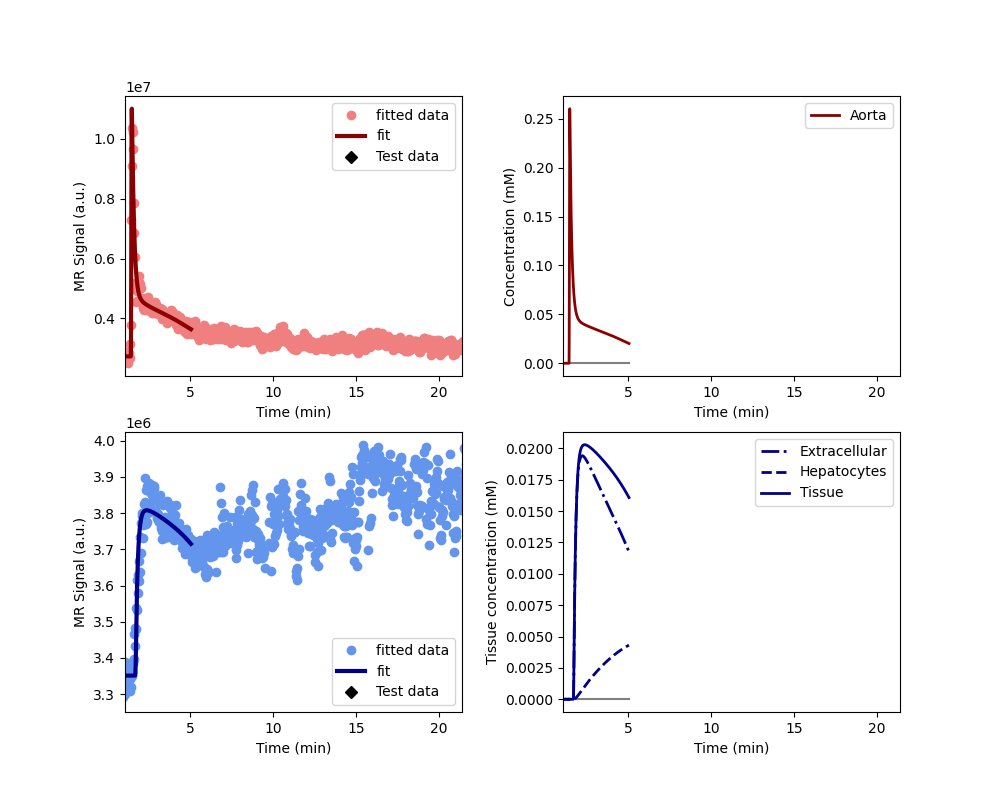 1e7
MR Signal (a.u.)
1.0
0.8
0.6
0.4
fitted data
fit
Test data
5
10
15
20
Time (min)
Concentration (mM)
0.25
0.20
0.15
0.10
0.05
0.00
Aorta
5
10
15
20
Time (min)
1e6
MR Signal (a.u.)
4.0
3.9
3.8
3.7
3.6
3.5
3.4
3.3
fitted data
fit
Test data
5
10
15
20
Time (min)
Tissue concentration (mM)
0.0200
0.0175
0.0150
0.0125
0.0100
0.0075
0.0050
0.0025
0.0000
Extracellular
Hepatocytes
Tissue
5
10
15
20
Time (min)